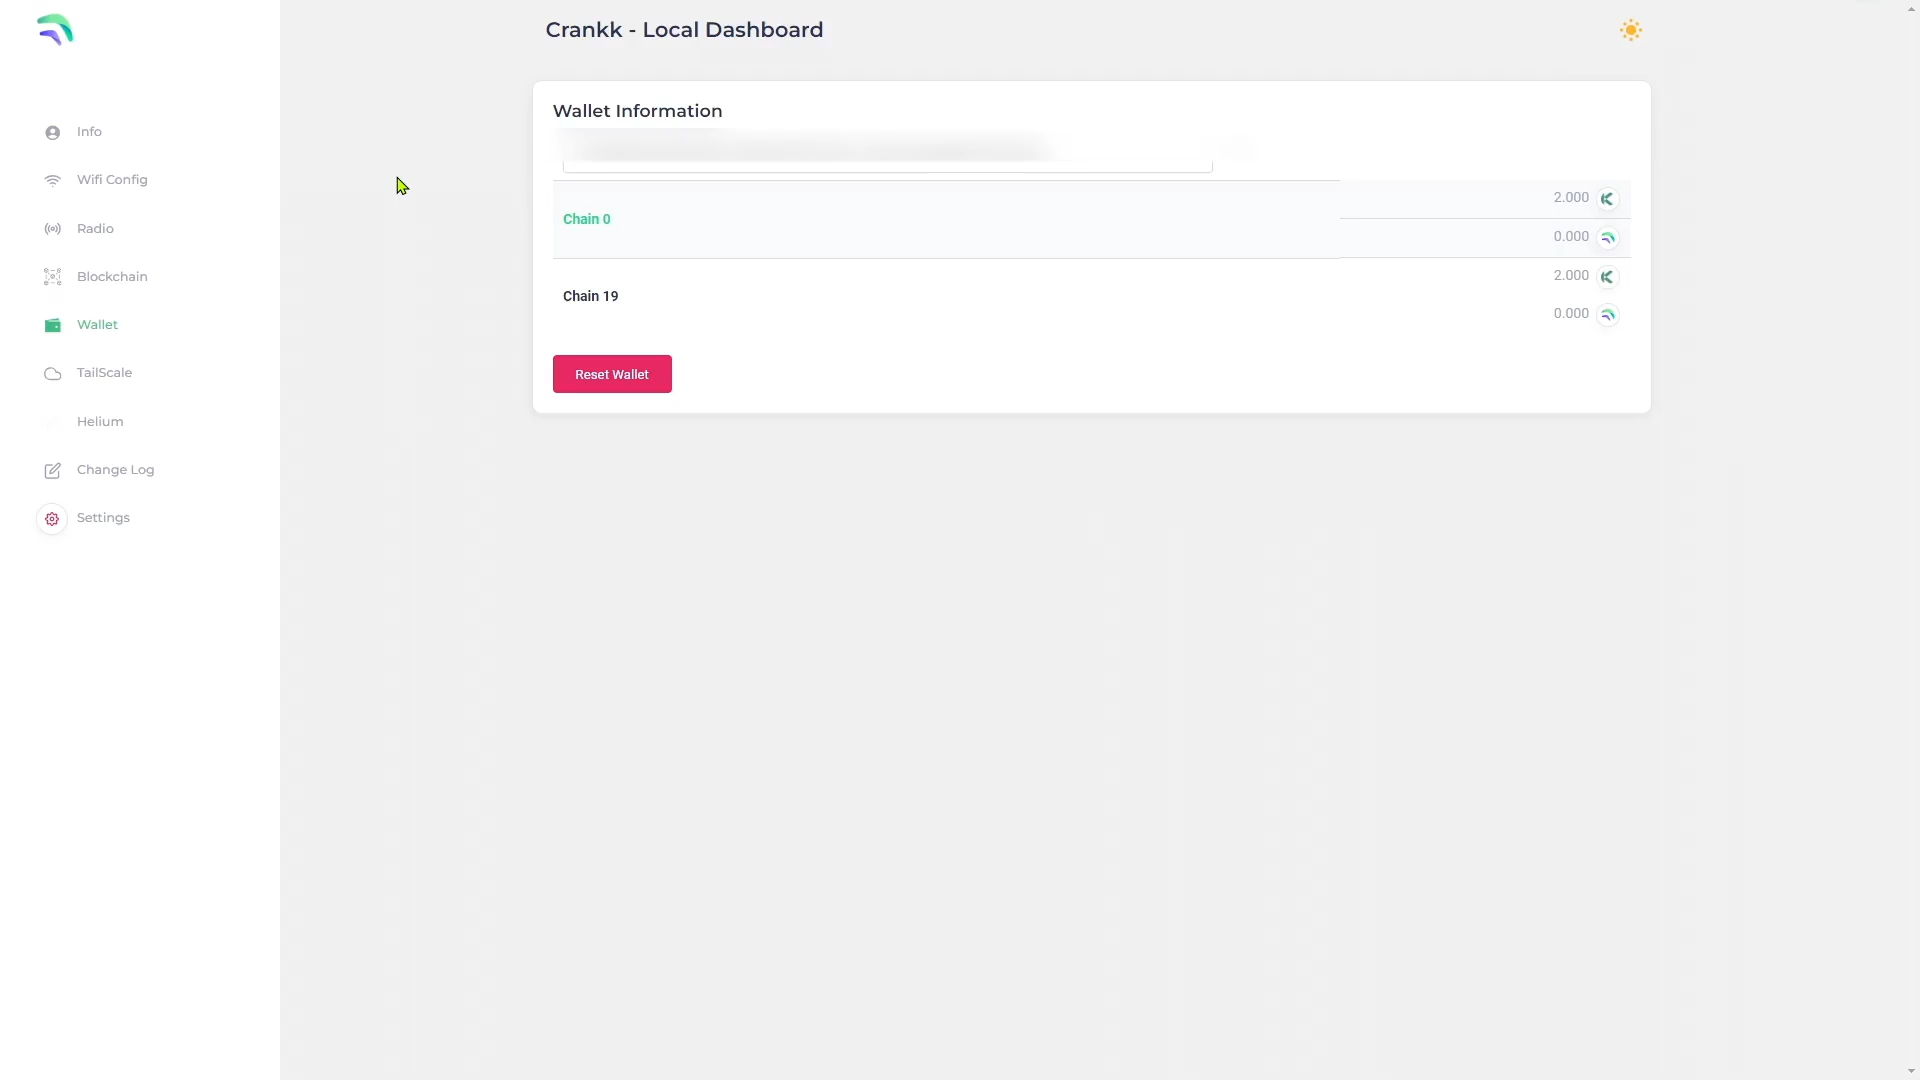 Crankk - Local Dashboard
Info
Wifi Config
Radio
Blockchain
Wallet
TailScale
Helium
Change Log
Settings
Wallet Information
Chain 0
2.000
0.000
Chain 19
2.000
0.000
Reset Wallet